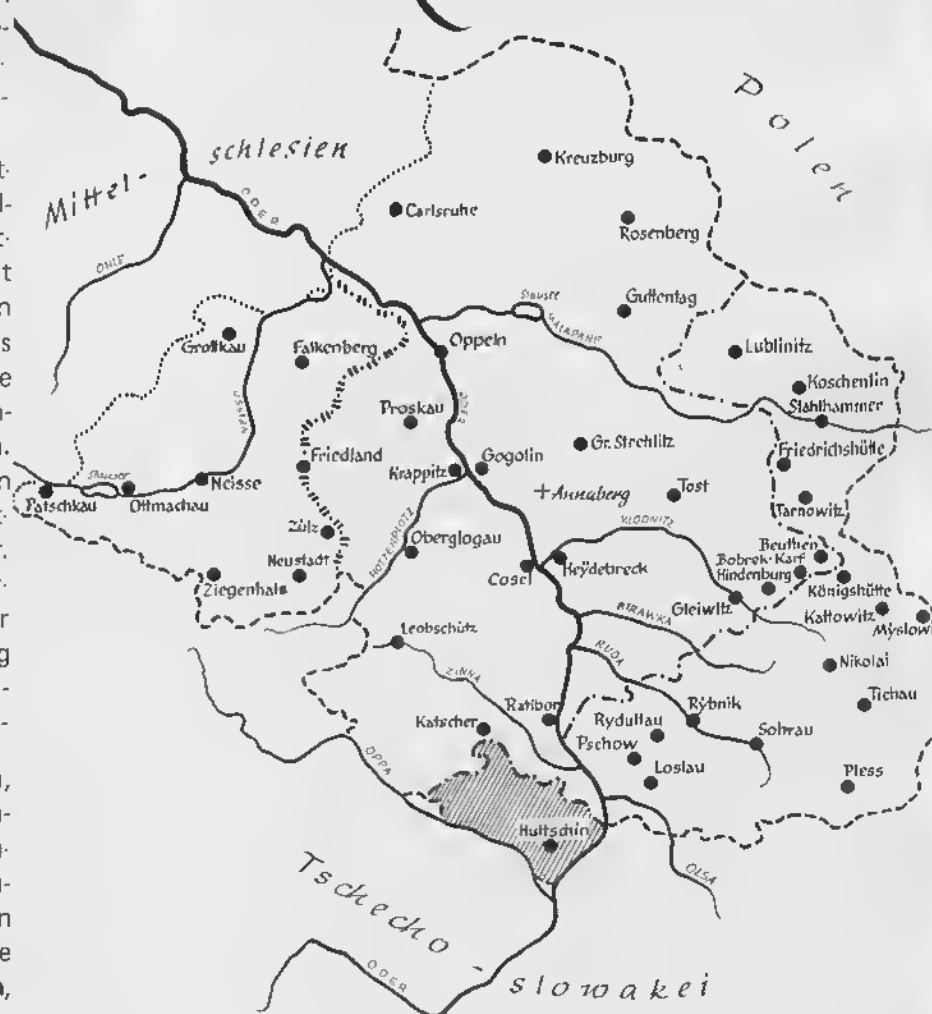 Polen
Mittel-
schlesien
ODER
OHLE
Kreuzburg
Carlsruhe
Rosenberg
Guttentag
Stausee
MALAPANE
Oppeln
Lublinitz
Koschentin
Stahlhammer
Grottkau
Falkenberg
Proskau
ODER
Gr. Strehlitz
Friedrichshütte
Friedland
Krappitz
Gogolin
Annaberg
Tost
Tarnowitz
Stausee
Neisse
Patschkau
Ottmachau
Zülz
HOTZENPLOTZ
Oberglogau
KLODNITZ
Beuthen
Bobrek-Karf
Hindenburg
Königshütte
Neustadt
Ziegenhals
Cosel
Heydebreck
Gleiwitz
Kattowitz
Myslow
BIRAWKA
RUDA
Leobschütz
ZINNA
Nikolai
Tichau
Ratibor
Rybnik
Rydultau
Katscher
Sohrau
Pschow
Loslau
Pless
OPPA
Hultschin
OLSA
Tschecho-
slowakei
ODER